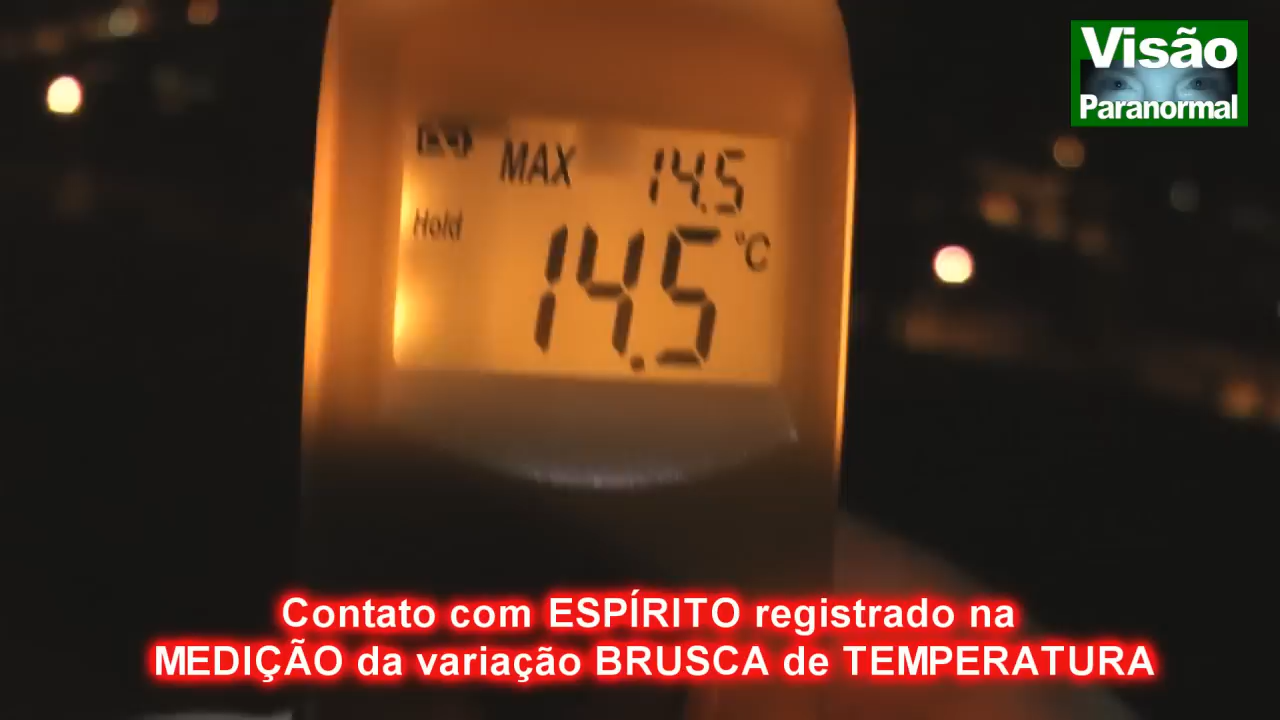 Visão
Paranormal
MAX 14.5
Hold
14.5 °C
Contato com ESPÍRITO registrado na
MEDIÇÃO da variação BRUSCA de TEMPERATURA